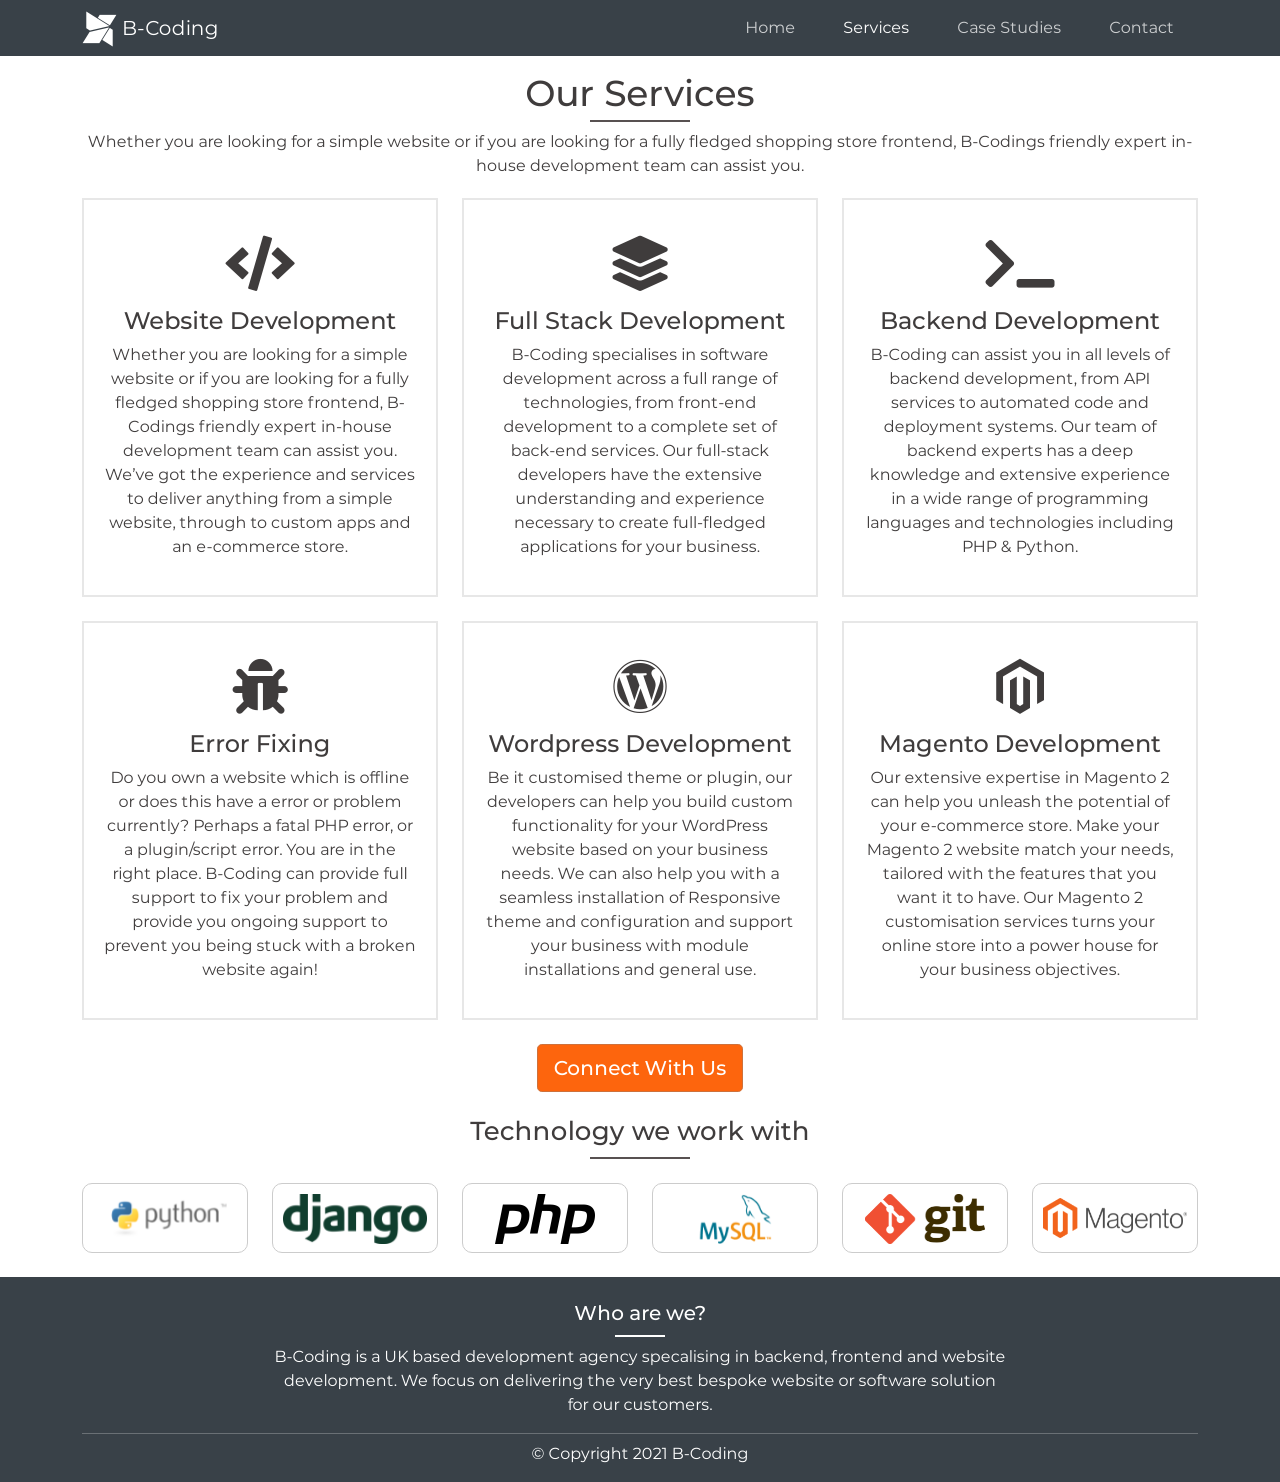 B-Coding
Home
Services
Case Studies
Contact
Our Services
Whether you are looking for a simple website or if you are looking for a fully fledged shopping store frontend, B-Codings friendly expert in-
house development team can assist you.
Website Development
Whether you are looking for a simple
website or if you are looking for a fully
fledged shopping store frontend, B-
Codings friendly expert in-house
development team can assist you.
We’ve got the experience and services
to deliver anything from a simple
website, through to custom apps and
an e-commerce store.
Full Stack Development
B-Coding specialises in software
development across a full range of
technologies, from front-end
development to a complete set of
back-end services. Our full-stack
developers have the extensive
understanding and experience
necessary to create full-fledged
applications for your business.
Backend Development
B-Coding can assist you in all levels of
backend development, from API
services to automated code and
deployment systems. Our team of
backend experts has a deep
knowledge and extensive experience
in a wide range of programming
languages and technologies including
PHP & Python.
Error Fixing
Do you own a website which is offline
or does this have a error or problem
currently? Perhaps a fatal PHP error, or
a plugin/script error. You are in the
right place. B-Coding can provide full
support to fix your problem and
provide you ongoing support to
prevent you being stuck with a broken
website again!
Wordpress Development
Be it customised theme or plugin, our
developers can help you build custom
functionality for your WordPress
website based on your business
needs. We can also help you with a
seamless installation of Responsive
theme and configuration and support
your business with module
installations and general use.
Magento Development
Our extensive expertise in Magento 2
can help you unleash the potential of
your e-commerce store. Make your
Magento 2 website match your needs,
tailored with the features that you
want it to have. Our Magento 2
customisation services turns your
online store into a power house for
your business objectives.
Connect With Us
Technology we work with
python
django
php
MySQL
git
Magento
Who are we?
B-Coding is a UK based development agency specalising in backend, frontend and website
development. We focus on delivering the very best bespoke website or software solution
for our customers.
© Copyright 2021 B-Coding